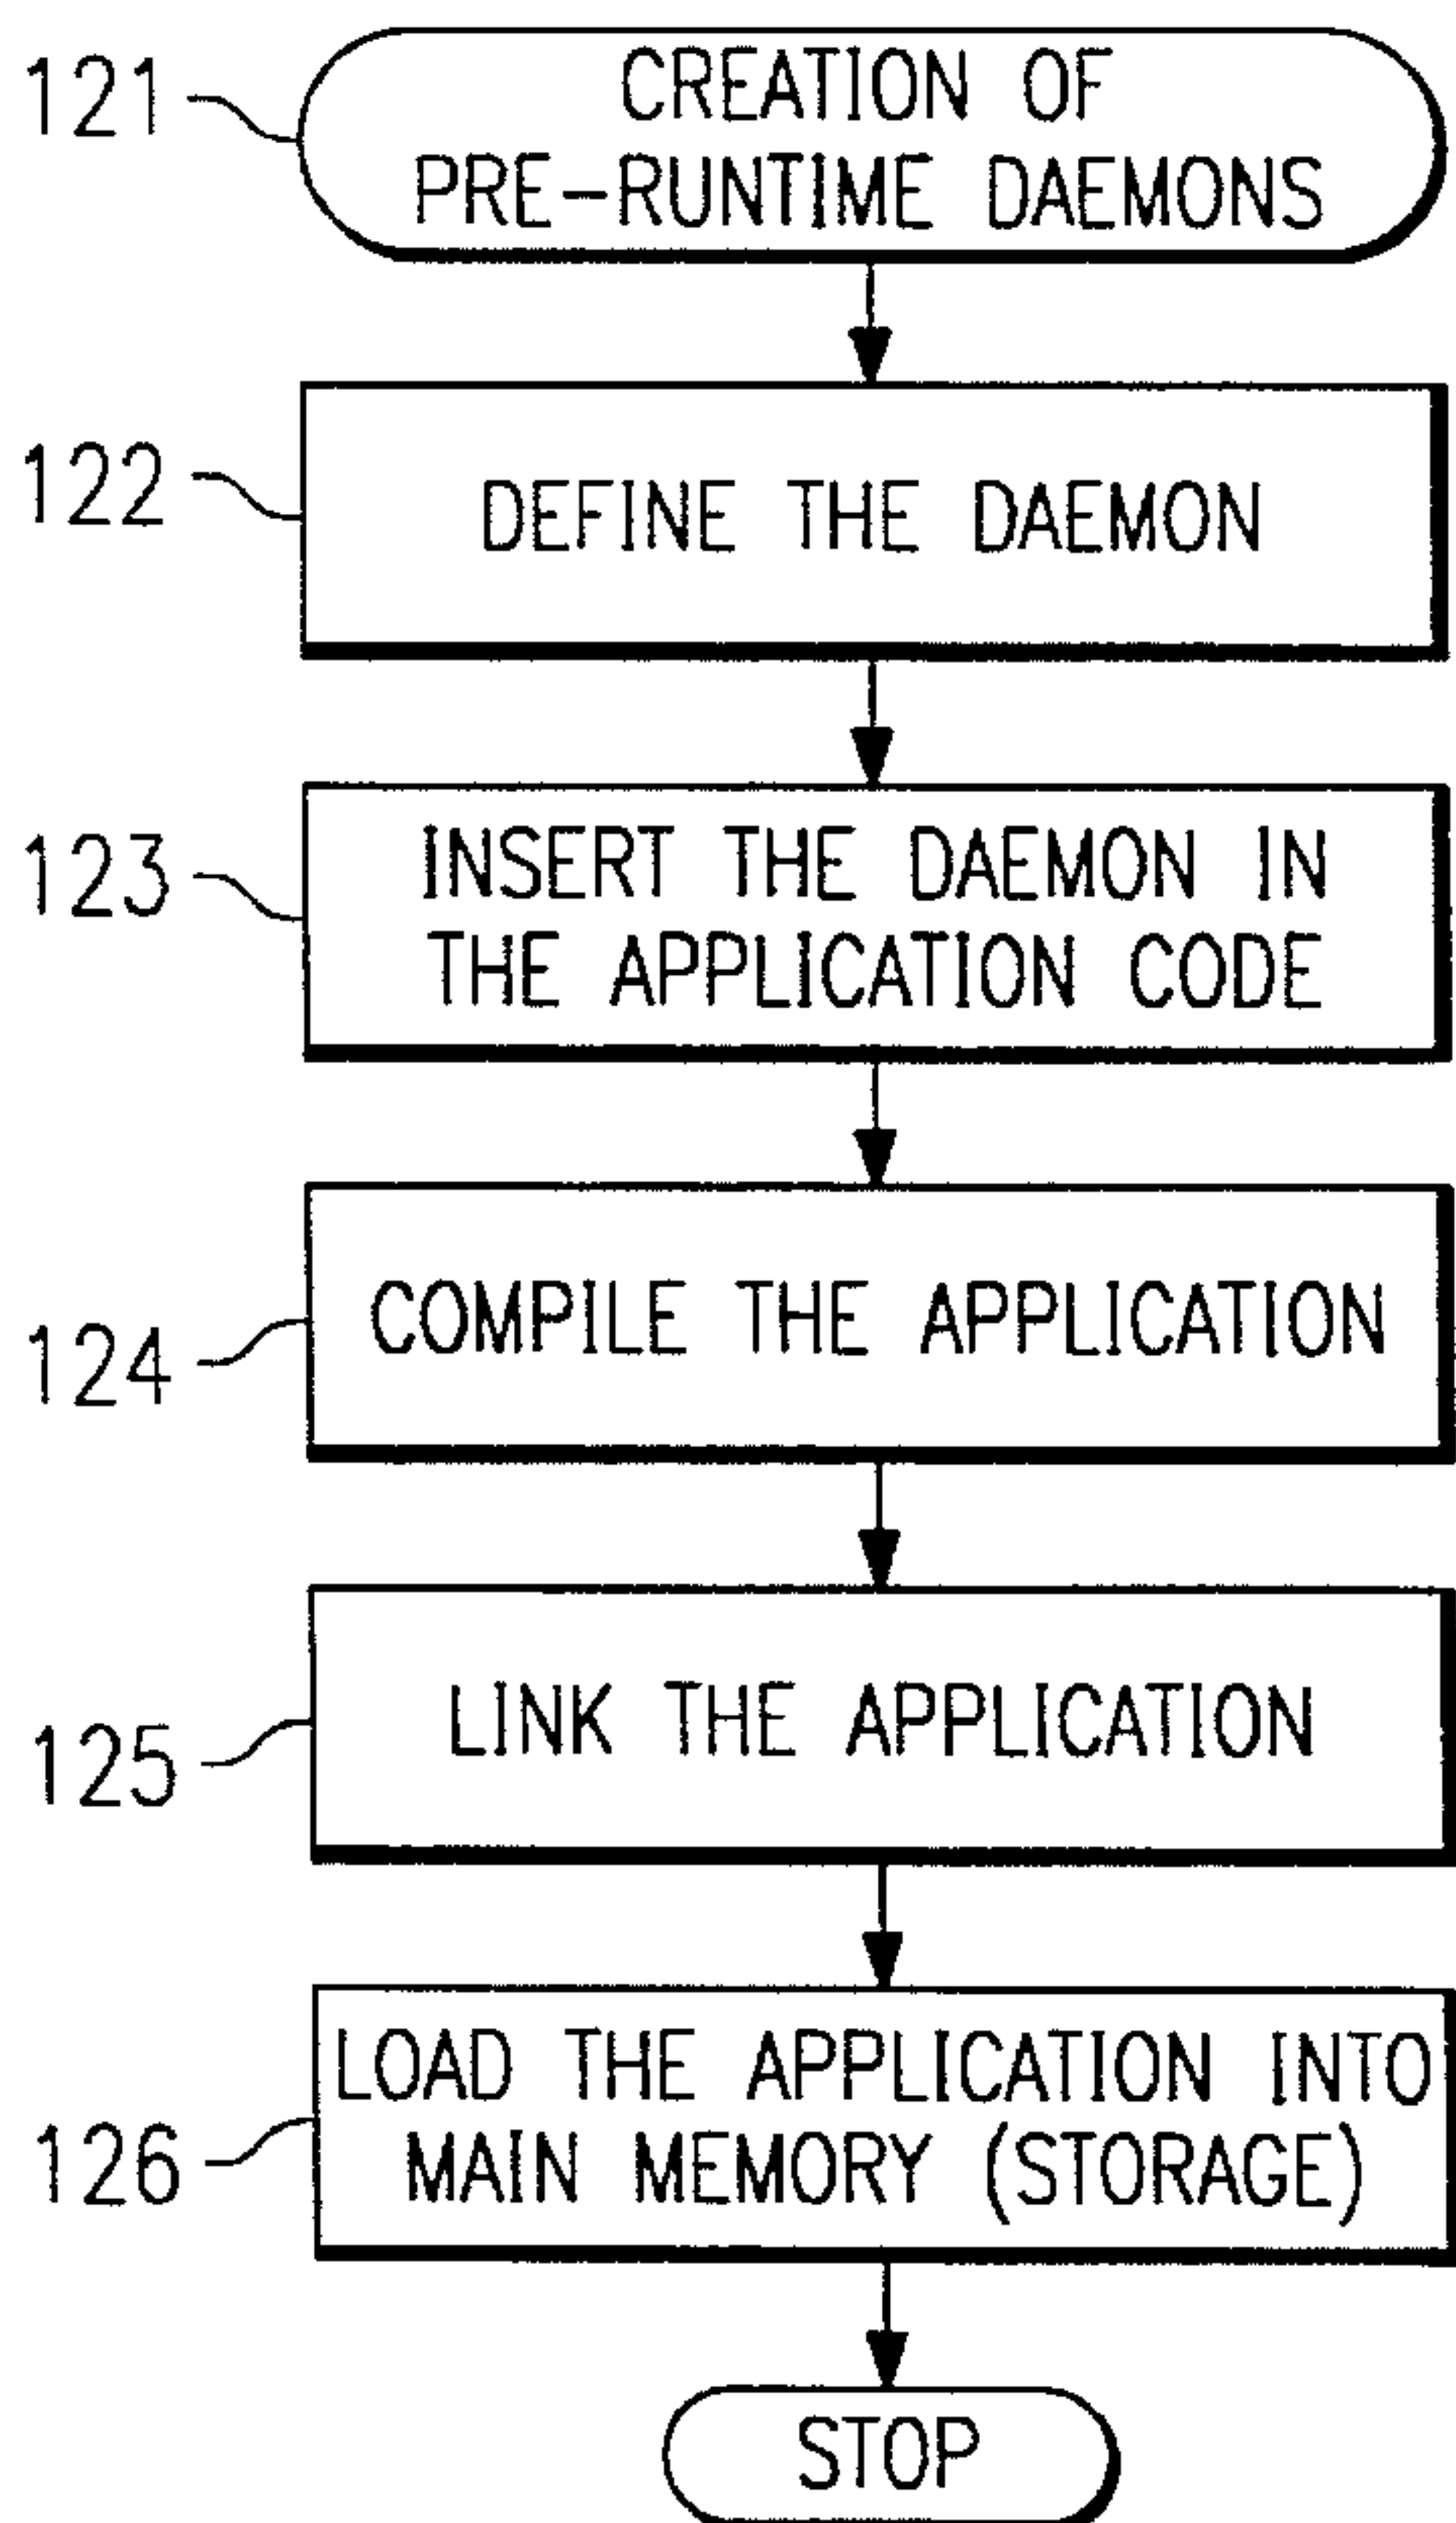 121
CREATION OF
PRE-RUNTIME DAEMONS
122
DEFINE THE DAEMON
123
INSERT THE DAEMON IN
THE APPLICATION CODE
124
COMPILE THE APPLICATION
125
LINK THE APPLICATION
126
LOAD THE APPLICATION INTO
MAIN MEMORY (STORAGE)
STOP